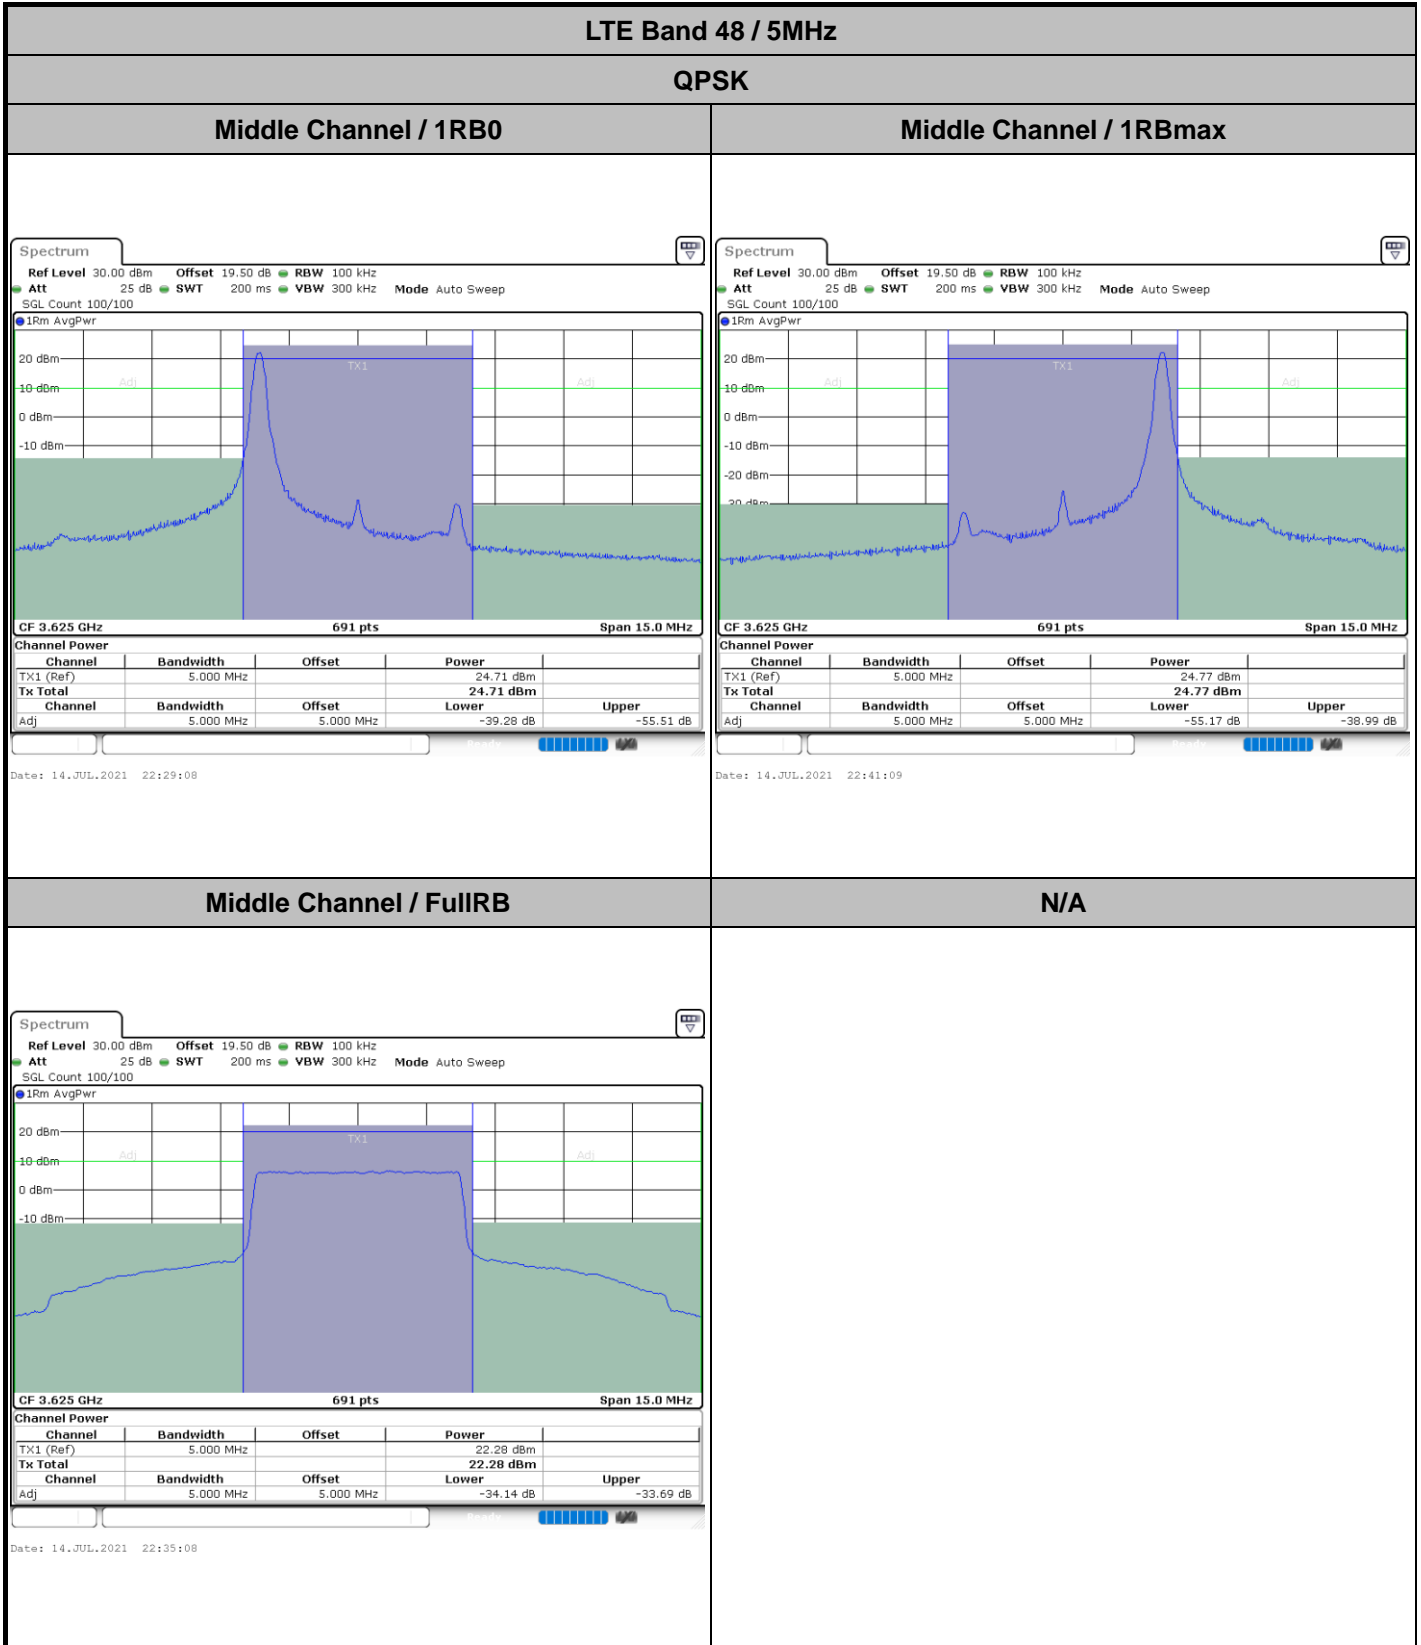 LTE Band 48 / 5MHz
QPSK
Middle Channel / 1RB0
Middle Channel / 1RBmax
Spectrum
Ref Level 30.00 dBm Offset 19.50 dB RBW 100 kHz
Att 25 dB SWT 200 ms VBW 300 kHz Mode Auto Sweep
SGL Count 100/100
1Rm AvgPwr
TX1
20 dBm
Adj
Adj
10 dBm
0 dBm
-10 dBm
CF 3.625 GHz 691 pts Span 15.0 MHz
Channel Power
Channel Bandwidth Offset Power
TX1 (Ref) 5.000 MHz 24.71 dBm
Tx Total 24.71 dBm
Channel Bandwidth Offset Lower Upper
Adj 5.000 MHz 5.000 MHz -39.28 dB -55.51 dB
Ready
Date: 14.JUL.2021 22:29:08
Spectrum
Ref Level 30.00 dBm Offset 19.50 dB RBW 100 kHz
Att 25 dB SWT 200 ms VBW 300 kHz Mode Auto Sweep
SGL Count 100/100
1Rm AvgPwr
20 dBm
TX1
Adj
Adj
10 dBm
0 dBm
-10 dBm
-20 dBm
CF 3.625 GHz 691 pts Span 15.0 MHz
Channel Power
Channel Bandwidth Offset Power
TX1 (Ref) 5.000 MHz 24.77 dBm
Tx Total 24.77 dBm
Channel Bandwidth Offset Lower Upper
Adj 5.000 MHz 5.000 MHz -55.17 dB -38.99 dB
Ready
Date: 14.JUL.2021 22:41:09
Middle Channel / FullRB
N/A
Spectrum
Ref Level 30.00 dBm Offset 19.50 dB RBW 100 kHz
Att 25 dB SWT 200 ms VBW 300 kHz Mode Auto Sweep
SGL Count 100/100
1Rm AvgPwr
20 dBm
TX1
Adj
Adj
10 dBm
0 dBm
-10 dBm
CF 3.625 GHz 691 pts Span 15.0 MHz
Channel Power
Channel Bandwidth Offset Power
TX1 (Ref) 5.000 MHz 22.28 dBm
Tx Total 22.28 dBm
Channel Bandwidth Offset Lower Upper
Adj 5.000 MHz 5.000 MHz -34.14 dB -33.69 dB
Ready
Date: 14.JUL.2021 22:35:08